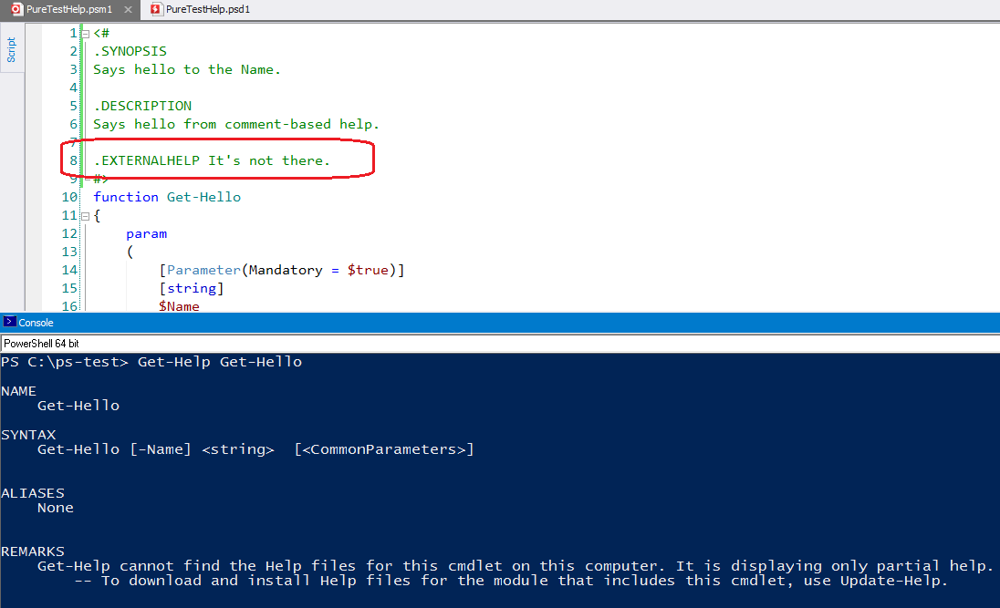 PureTestHelp.psm1 PureTestHelp.psd1
Script
1 <#
2 .SYNOPSIS
3 Says hello to the Name.
4
5 .DESCRIPTION
6 Says hello from comment-based help.
7
8 .EXTERNALHELP It's not there.
9 #>
10 function Get-Hello
11 {
12 param
13 (
14 [Parameter(Mandatory = $true)]
15 [string]
16 $Name
Console
PowerShell 64 bit
PS C:\ps-test> Get-Help Get-Hello
NAME
Get-Hello
SYNTAX
Get-Hello [-Name] <string> [<CommonParameters>]
ALIASES
None
REMARKS
Get-Help cannot find the Help files for this cmdlet on this computer. It is displaying only partial help.
-- To download and install Help files for the module that includes this cmdlet, use Update-Help.